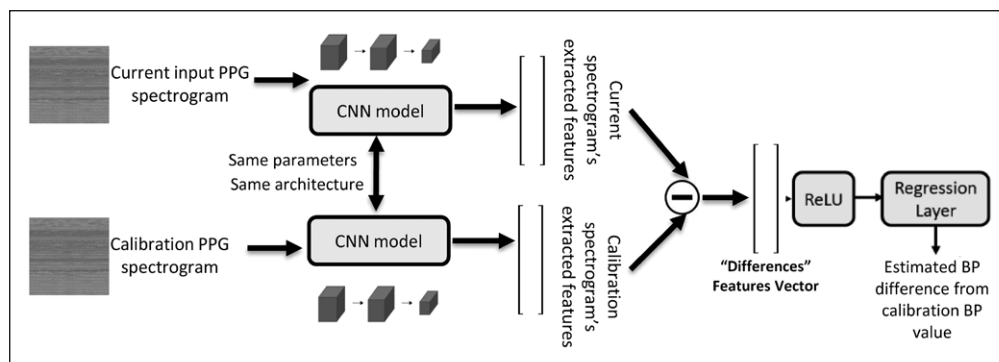 Current input PPG
spectrogram
CNN model
Current
spectrogram's
extracted features
Same parameters
Same architecture
Calibration PPG
spectrogram
CNN model
Calibration
spectrogram's
extracted features
“Differences”
Features Vector
ReLU
Regression
Layer
Estimated BP
difference from
calibration BP
value